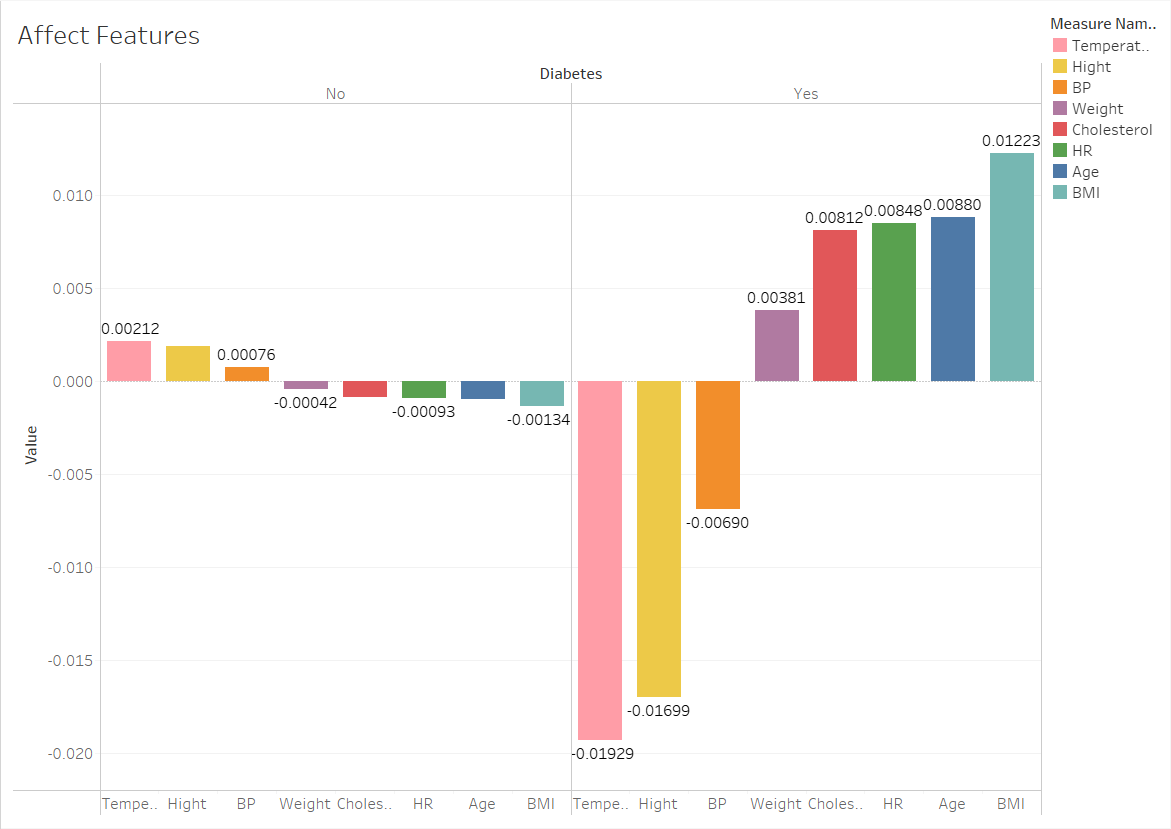 Affect Features
Diabetes
No
Yes
Value
0.010
0.005
0.000
-0.005
-0.010
-0.015
-0.020
0.00212
0.00076
-0.00042
-0.00093
-0.00134
-0.01929
-0.01699
-0.00690
0.00381
0.00812
0.00848
0.00880
0.01223
Tempe.. Hight BP Weight Choles.. HR Age BMI
Tempe.. Hight BP Weight Choles.. HR Age BMI
Measure Nam..
Temperat..
Hight
BP
Weight
Cholesterol
HR
Age
BMI